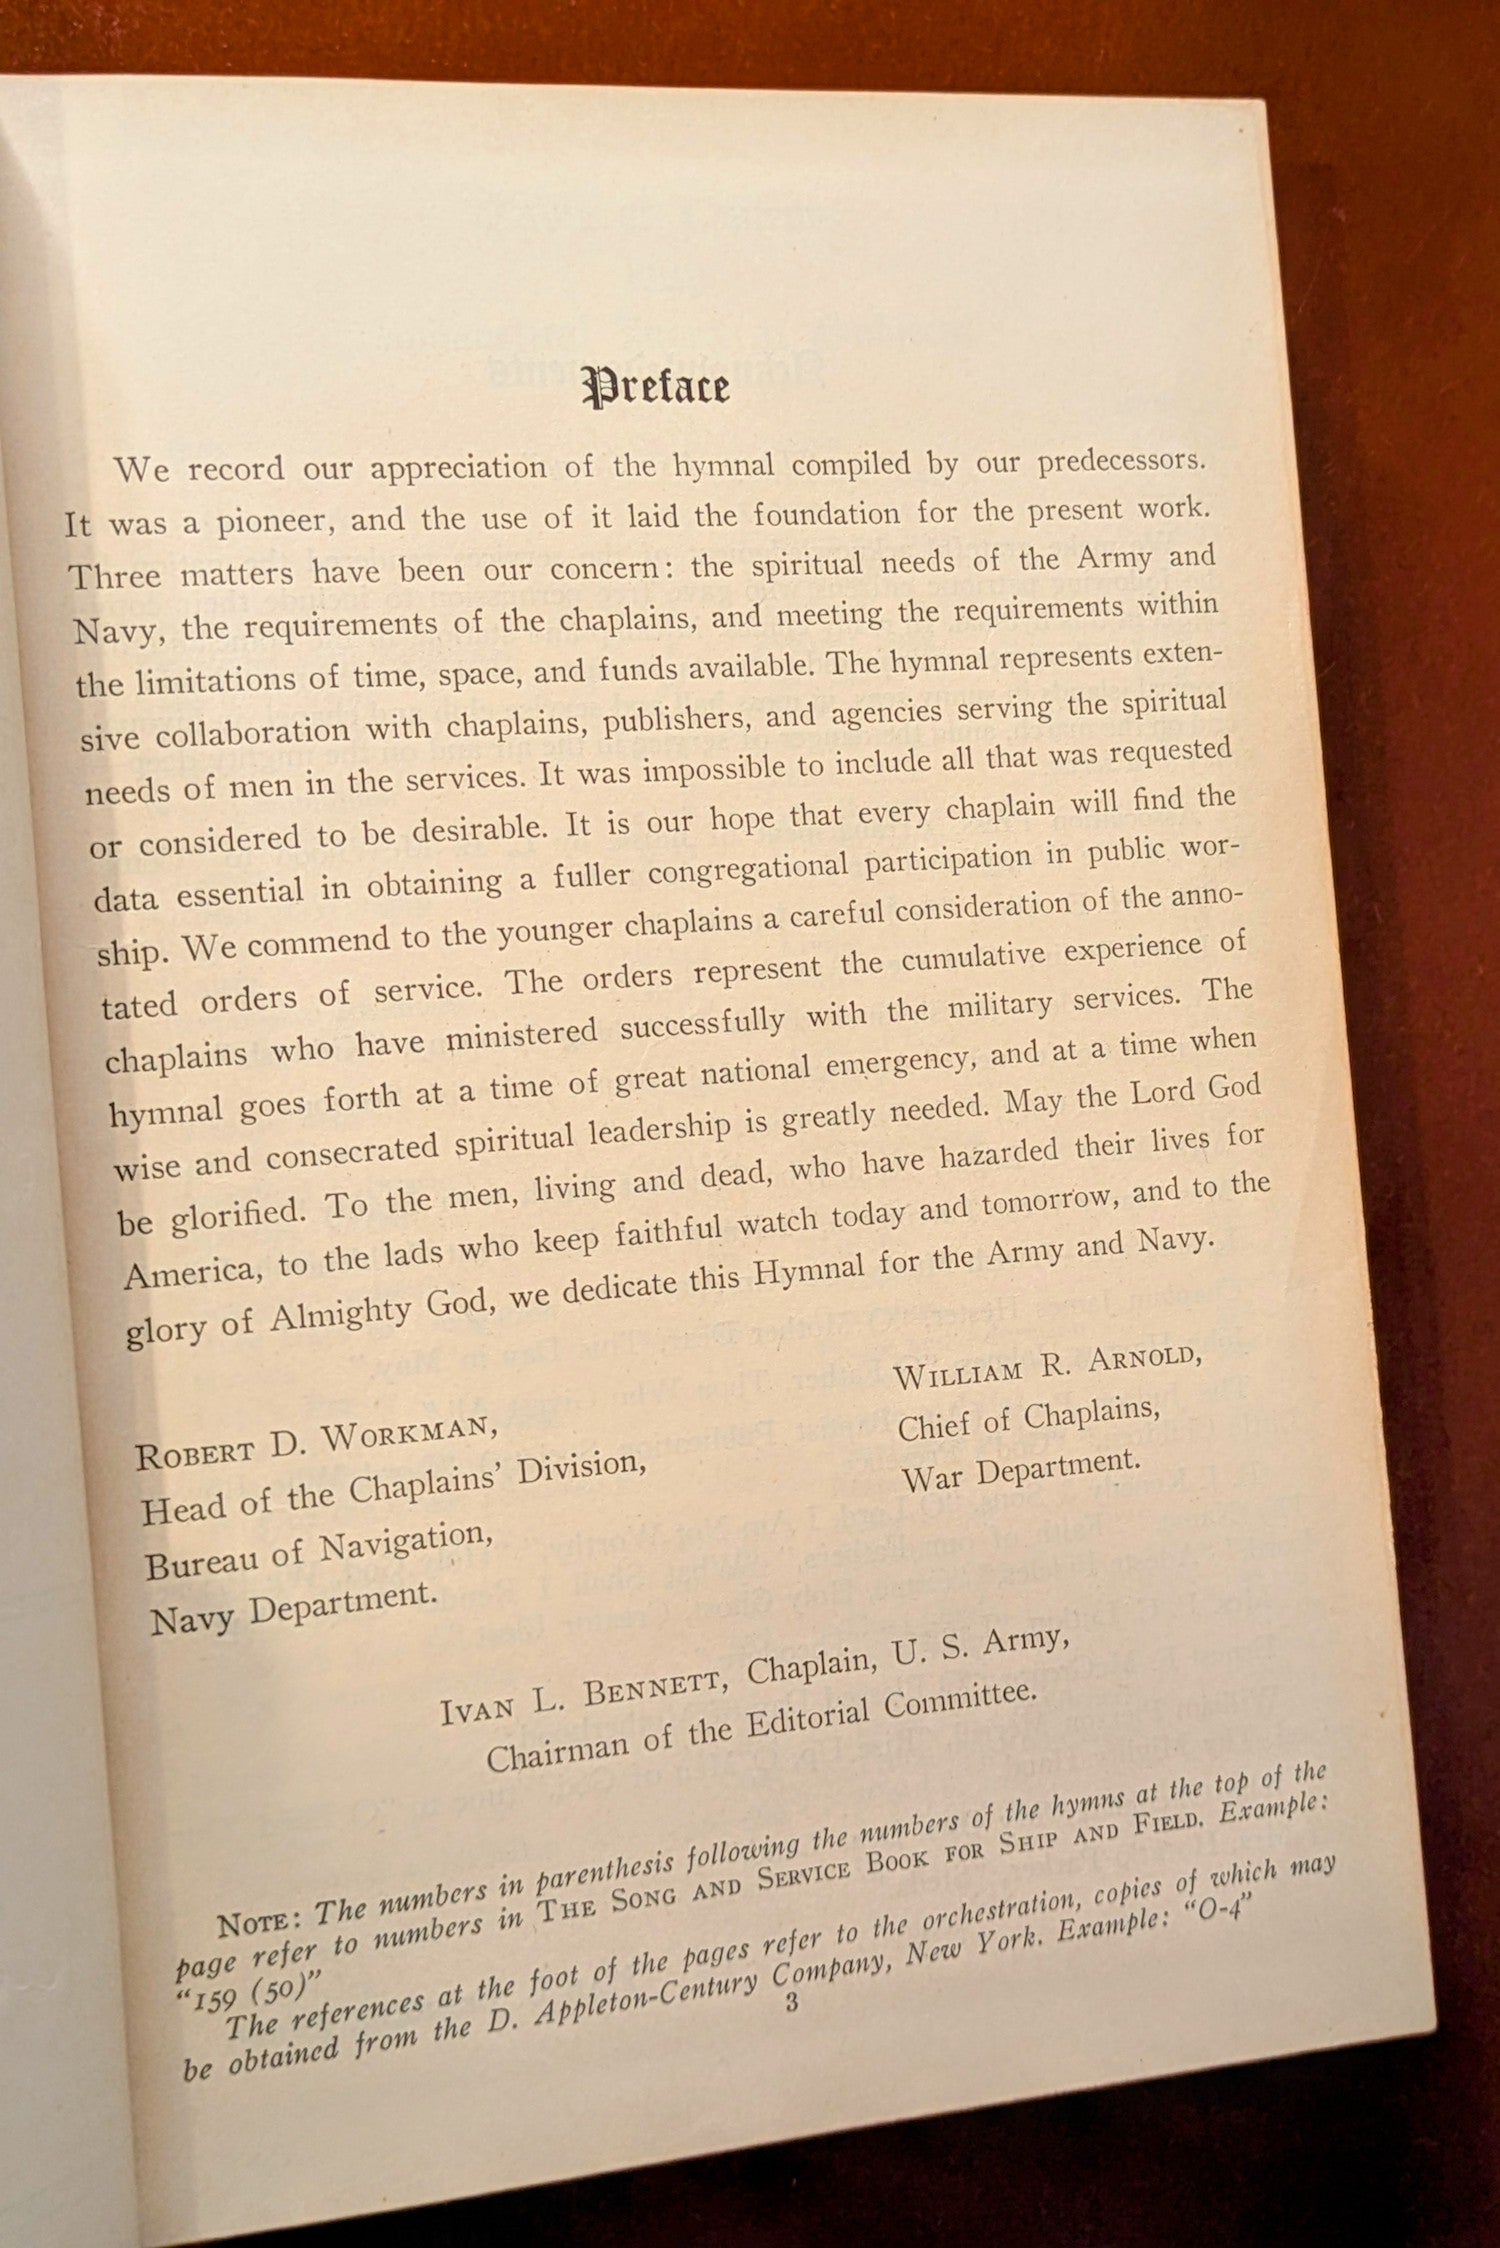 Preface
We record our appreciation of the hymnal compiled by our predecessors.
It was a pioneer, and the use of it laid the foundation for the present work.
Three matters have been our concern: the spiritual needs of the Army and
Navy, the requirements of the chaplains, and meeting the requirements within
the limitations of time, space, and funds available. The hymnal represents exten-
sive collaboration with chaplains, publishers, and agencies serving the spiritual
needs of men in the services. It was impossible to include all that was requested
or considered to be desirable. It is our hope that every chaplain will find the
data essential in obtaining a fuller congregational participation in public wor-
ship. We commend to the younger chaplains a careful consideration of the anno-
tated orders of service. The orders represent the cumulative experience of
chaplains who have ministered successfully with the military services. The
hymnal goes forth at a time of great national emergency, and at a time when
wise and consecrated spiritual leadership is greatly needed. May the Lord God
be glorified. To the men, living and dead, who have hazarded their lives for
America, to the lads who keep faithful watch today and tomorrow, and to the
glory of Almighty God, we dedicate this Hymnal for the Army and Navy.
William R. Arnold,
Chief of Chaplains,
War Department.
Robert D. Workman,
Head of the Chaplains' Division,
Bureau of Navigation,
Navy Department.
Ivan L. Bennett, Chaplain, U. S. Army,
Chairman of the Editorial Committee.
Note: The numbers in parenthesis following the numbers of the hymns at the top of the
page refer to numbers in The Song and Service Book for Ship and Field. Example:
"159 (50)"
The references at the foot of the pages refer to the orchestration, copies of which may
be obtained from the D. Appleton-Century Company, New York. Example: "O-4"
3